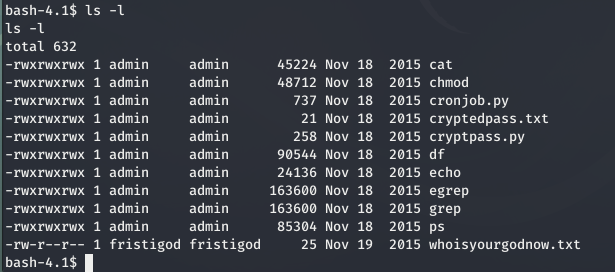 bash-4.1$ ls -l
ls -l
total 632
-rwxrwxrwx 1 admin     admin      45224 Nov 18  2015 cat
-rwxrwxrwx 1 admin     admin      48712 Nov 18  2015 chmod
-rwxrwxrwx 1 admin     admin        737 Nov 18  2015 cronjob.py
-rwxrwxrwx 1 admin     admin         21 Nov 18  2015 cryptedpass.txt
-rwxrwxrwx 1 admin     admin        258 Nov 18  2015 cryptpass.py
-rwxrwxrwx 1 admin     admin      90544 Nov 18  2015 df
-rwxrwxrwx 1 admin     admin      24136 Nov 18  2015 echo
-rwxrwxrwx 1 admin     admin     163600 Nov 18  2015 egrep
-rwxrwxrwx 1 admin     admin     163600 Nov 18  2015 grep
-rwxrwxrwx 1 admin     admin      85304 Nov 18  2015 ps
-rw-r--r-- 1 fristigod fristigod     25 Nov 19  2015 whoisyourgodnow.txt
bash-4.1$